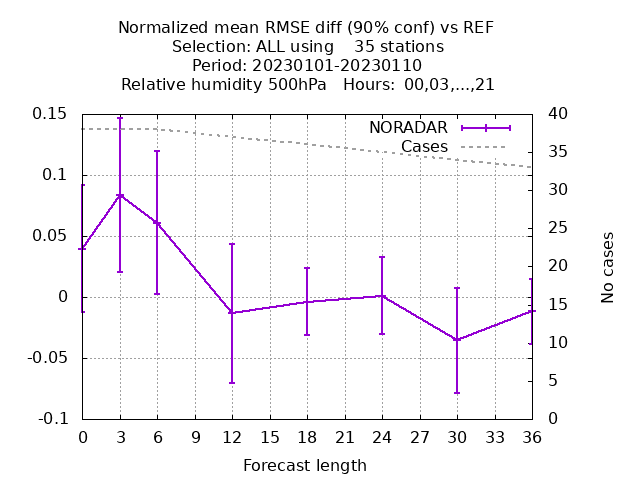 Normalized mean RMSE diff (90% conf) vs REF
Selection: ALL using    35 stations
Period: 20230101-20230110
Relative humidity 500hPa   Hours: 00,03,...,21
0.15
0.1
0.05
0
-0.05
-0.1
NORADAR
Cases
40
35
30
25
20
15
10
5
0
No cases
0 3 6 9 12 15 18 21 24 27 30 33 36
Forecast length